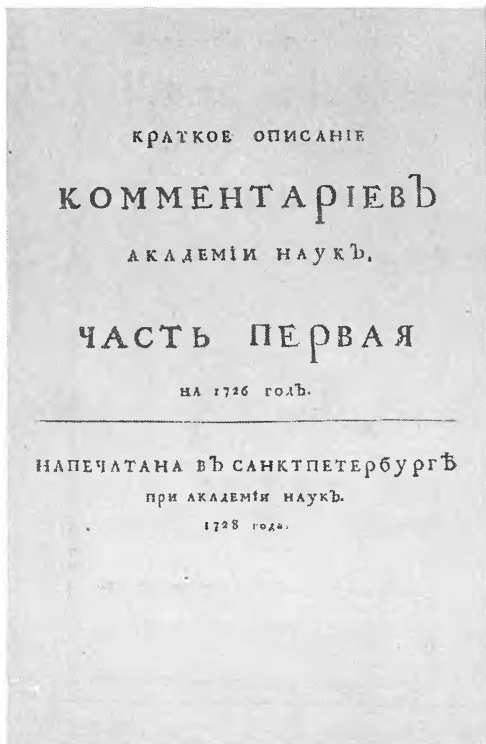 КРАТКОЕ ОПИСАНІЕ
КОММЕНТАРІЕВЪ
АКАДЕМІИ НАУКЪ,
ЧАСТЬ ПЕРВАЯ
НА 1726 ГОДЪ.
НАПЕЧАТАНА ВЪ САНКТПЕТЕРБУРГѢ
ПРИ АКАДЕМІИ НАУКЪ.
1728 года.